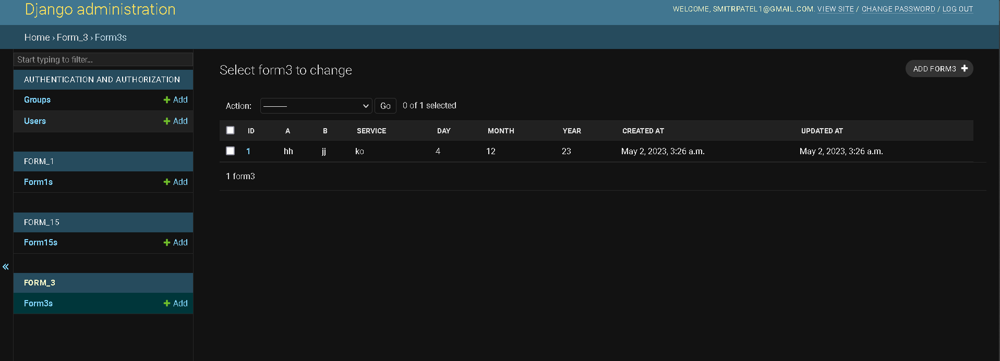 Django administration
WELCOME, SMITRPATEL1@GMAIL.COM. VIEW SITE / CHANGE PASSWORD / LOG OUT
Home › Form_3 › Form3s
Start typing to filter...
AUTHENTICATION AND AUTHORIZATION
Groups + Add
Users + Add
FORM_1
Form1s + Add
FORM_15
Form15s + Add
«
FORM_3
Form3s + Add
Select form3 to change
ADD FORM3 +
Action: --------- Go 0 of 1 selected
ID A B SERVICE DAY MONTH YEAR CREATED AT UPDATED AT
1 hh jj ko 4 12 23 May 2, 2023, 3:26 a.m. May 2, 2023, 3:26 a.m.
1 form3